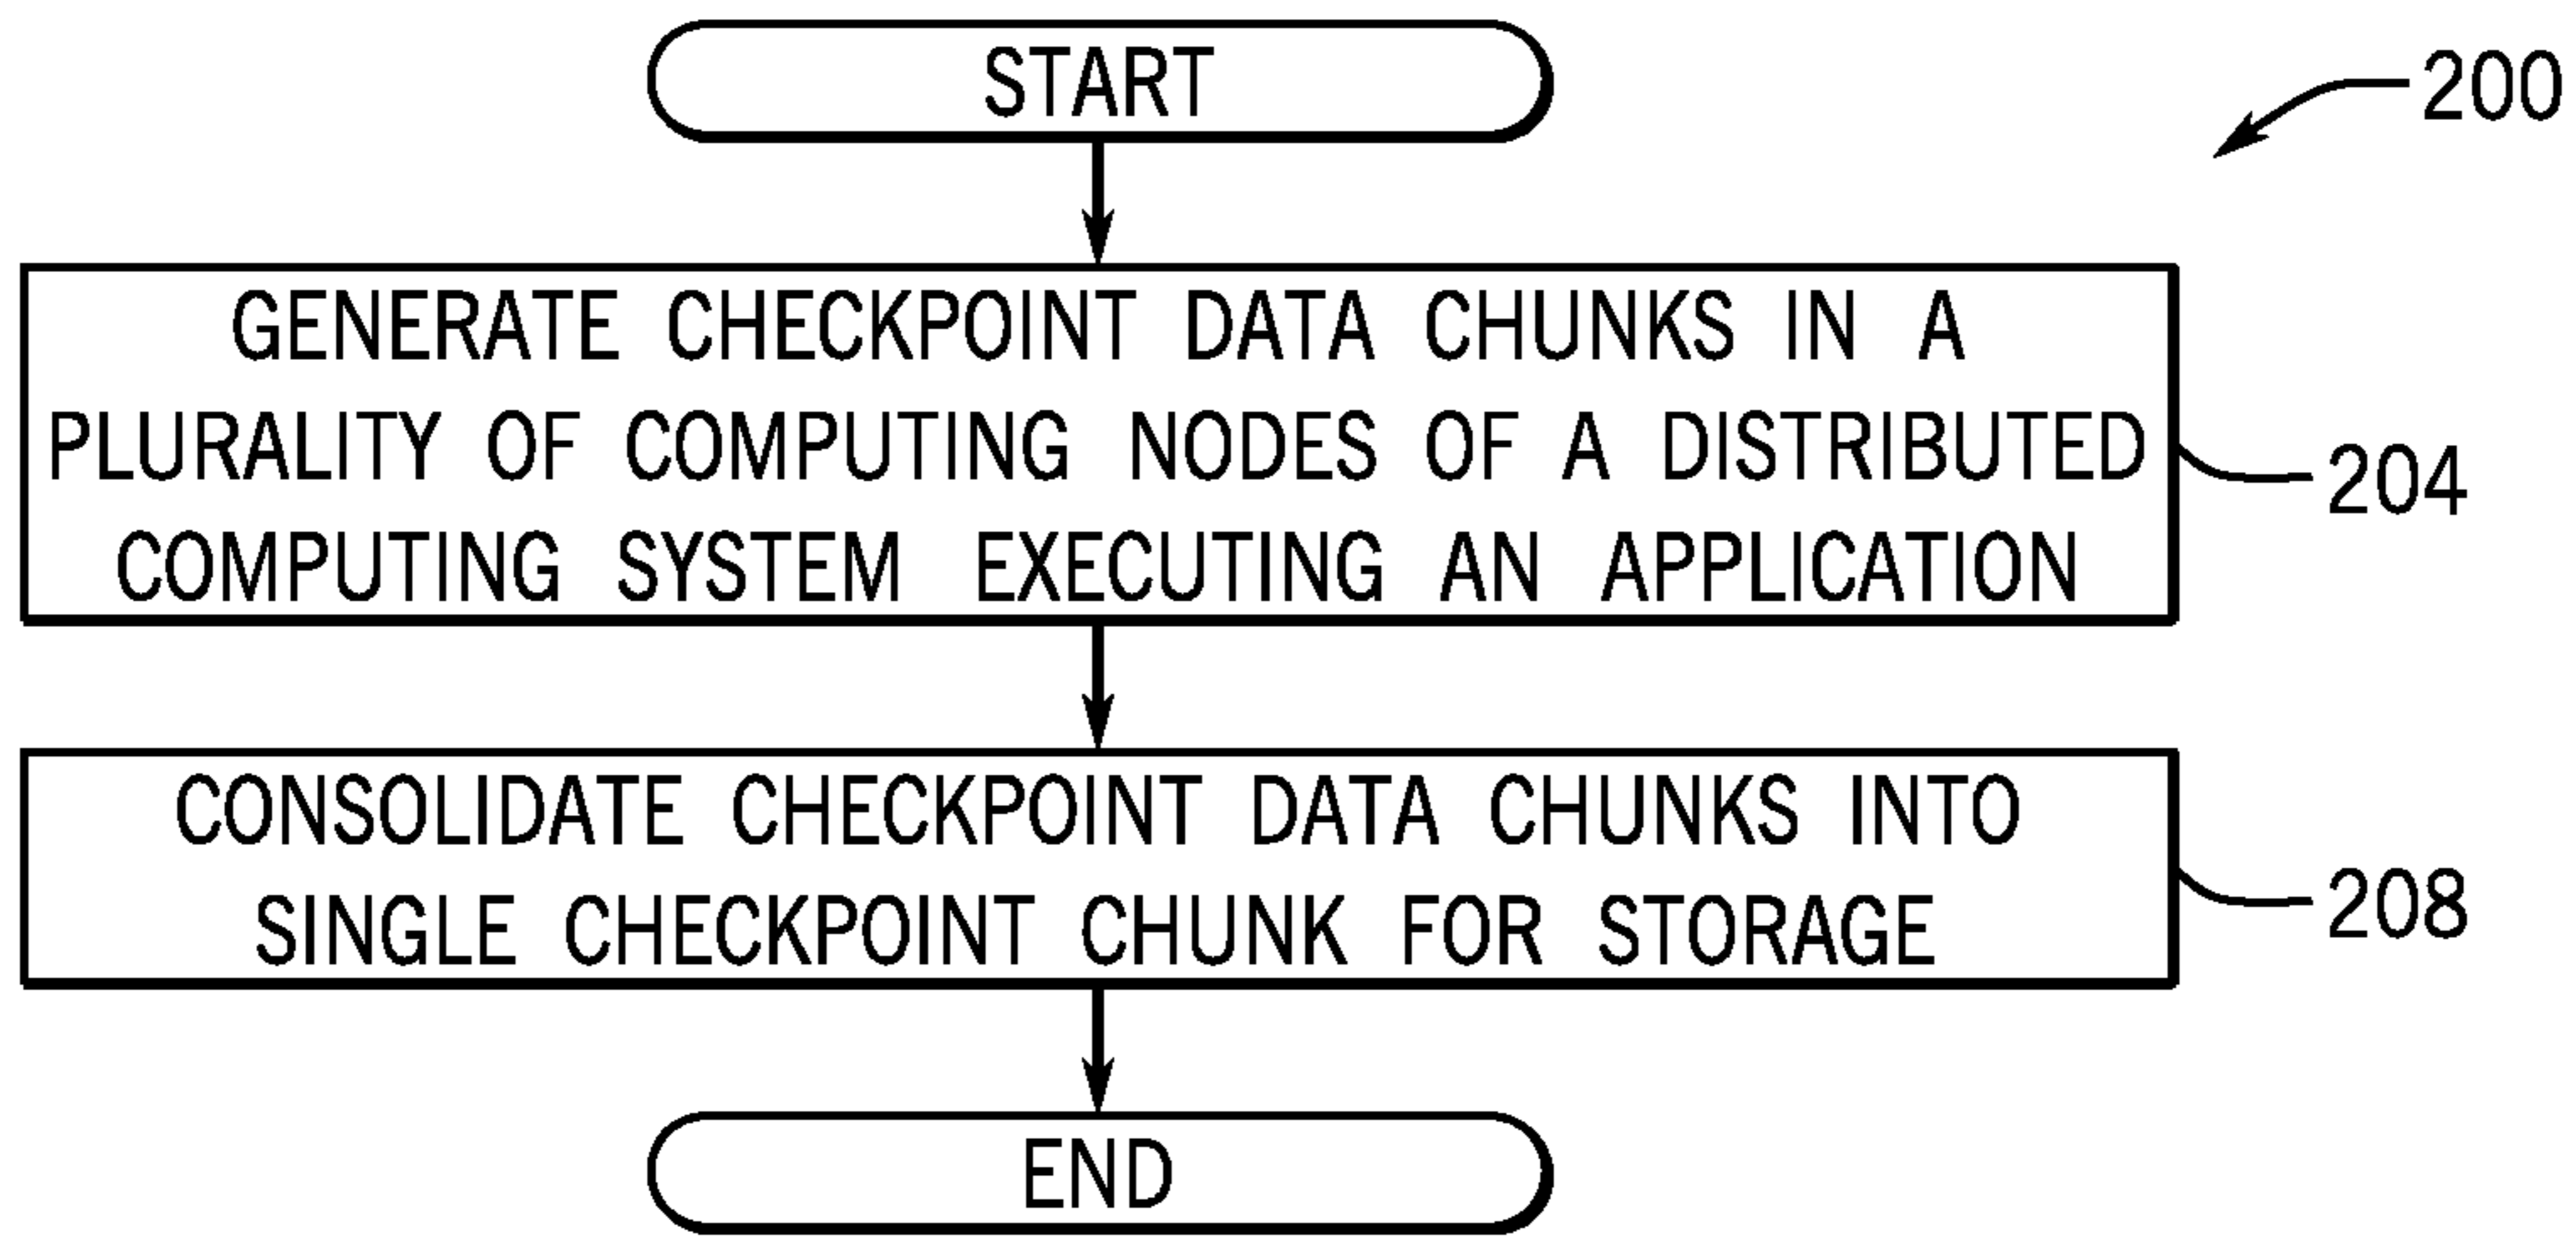 START
200
GENERATE CHECKPOINT DATA CHUNKS IN A
PLURALITY OF COMPUTING NODES OF A DISTRIBUTED
COMPUTING SYSTEM EXECUTING AN APPLICATION
204
CONSOLIDATE CHECKPOINT DATA CHUNKS INTO
SINGLE CHECKPOINT CHUNK FOR STORAGE
208
END